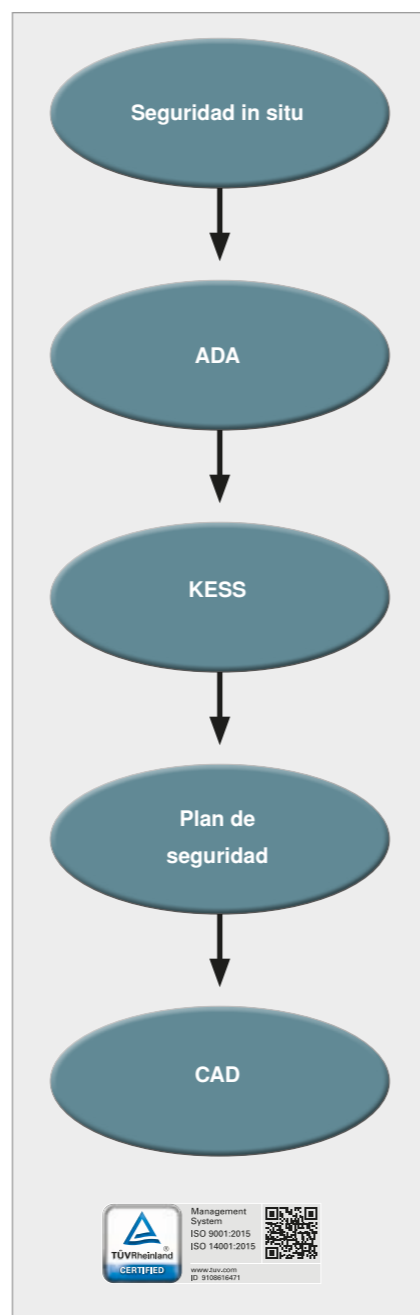 Seguridad in situ
ADA
KESS
Plan de
seguridad
CAD
TÜVRheinland®
CERTIFIED
Management
System
ISO 9001:2015
ISO 14001:2015
www.tuv.com
ID 9108616471